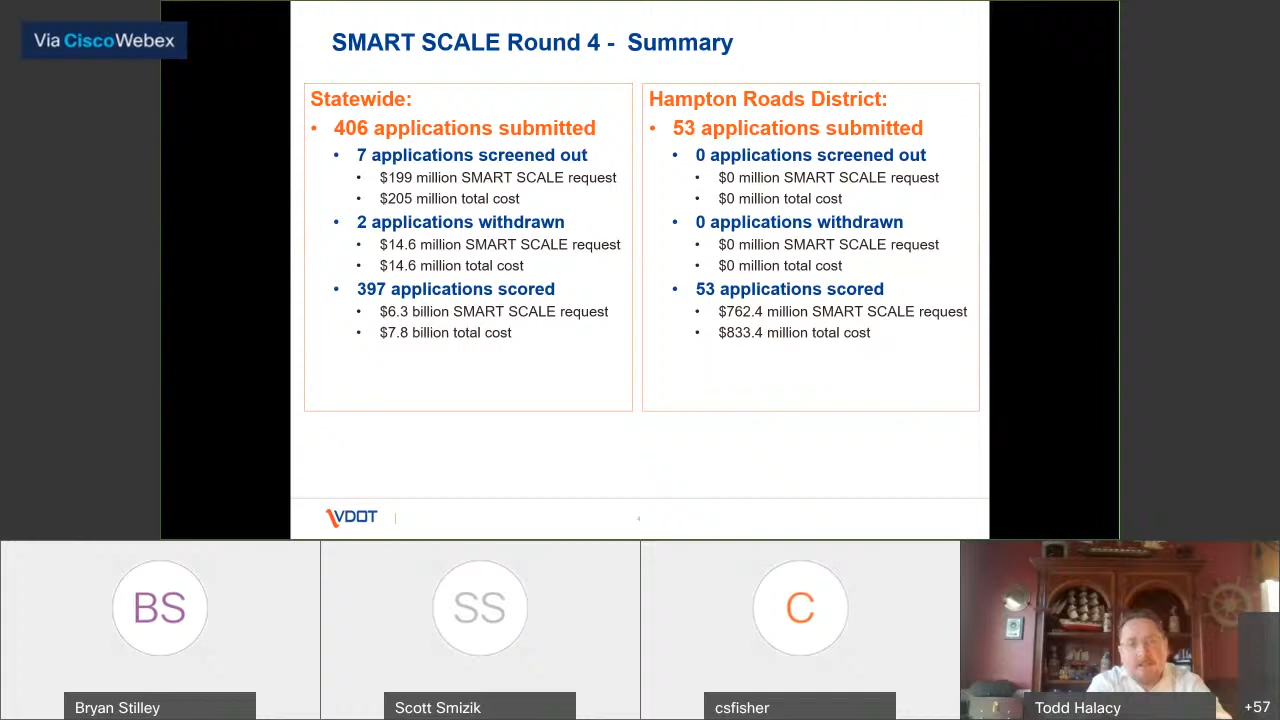 Via CiscoWebex
SMART SCALE Round 4 - Summary
Statewide:
• 406 applications submitted
• 7 applications screened out
• $199 million SMART SCALE request
• $205 million total cost
• 2 applications withdrawn
• $14.6 million SMART SCALE request
• $14.6 million total cost
• 397 applications scored
• $6.3 billion SMART SCALE request
• $7.8 billion total cost
Hampton Roads District:
• 53 applications submitted
• 0 applications screened out
• $0 million SMART SCALE request
• $0 million total cost
• 0 applications withdrawn
• $0 million SMART SCALE request
• $0 million total cost
• 53 applications scored
• $762.4 million SMART SCALE request
• $833.4 million total cost
VDOT
4
BS
SS
C
Bryan Stilley
Scott Smizik
csfisher
Todd Halacy
+57